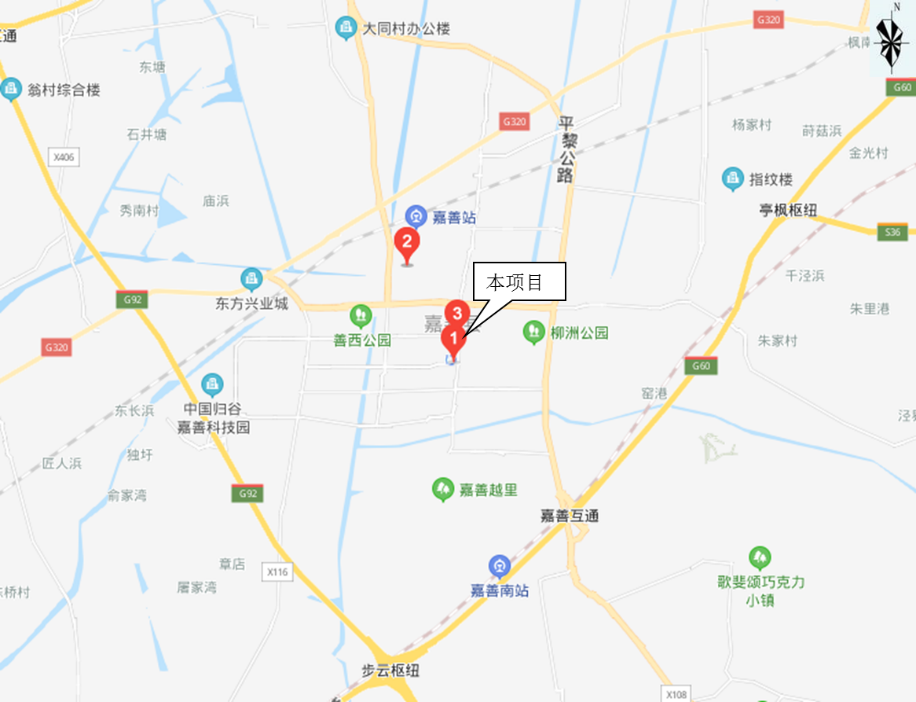 N
大同村办公楼
G320
枫南
互通
东塘
翁村综合楼
G60
G320
平黎公路
杨家村
莳菇浜
石井塘
金光村
X406
指纹楼
庙浜
秀南村
亭枫枢纽
嘉善站
S36
2
本项目
千泾浜
东方兴业城
G92
朱里港
3
嘉善
善西公园
柳洲公园
1
朱家村
G320
G60
窑港
中国归谷
嘉善科技园
东长浜
独圩
匠人浜
嘉善越里
G92
俞家湾
嘉善互通
章店
X116
屠家湾
嘉善南站
歌斐颂巧克力
小镇
桥村
步云枢纽
X108